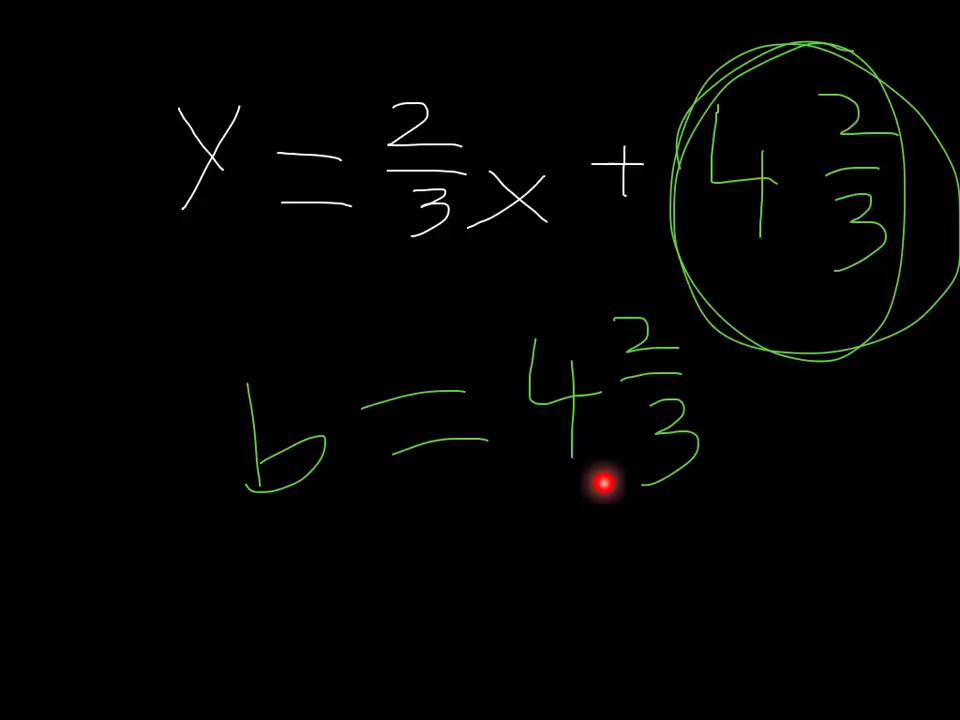 y = 2/3 x + 4 2/3
b = 4 2/3